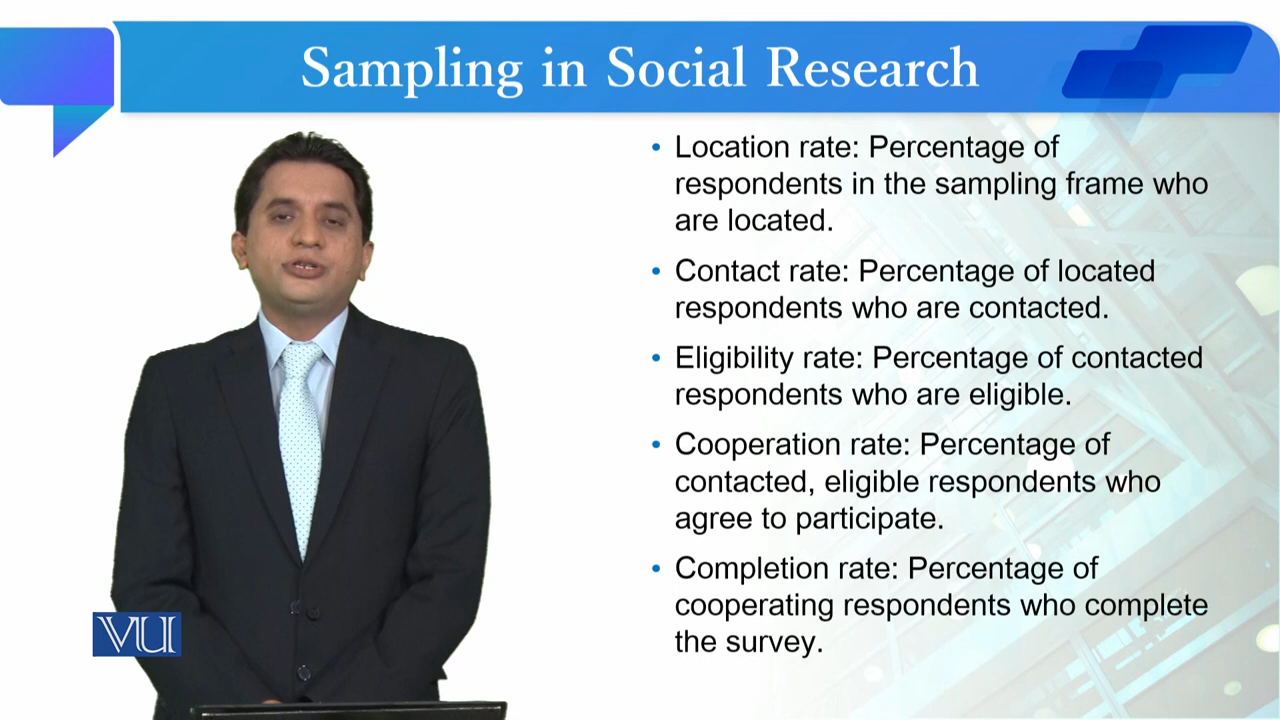 Sampling in Social Research
• Location rate: Percentage of
respondents in the sampling frame who
are located.
• Contact rate: Percentage of located
respondents who are contacted.
• Eligibility rate: Percentage of contacted
respondents who are eligible.
• Cooperation rate: Percentage of
contacted, eligible respondents who
agree to participate.
• Completion rate: Percentage of
cooperating respondents who complete
the survey.
VU